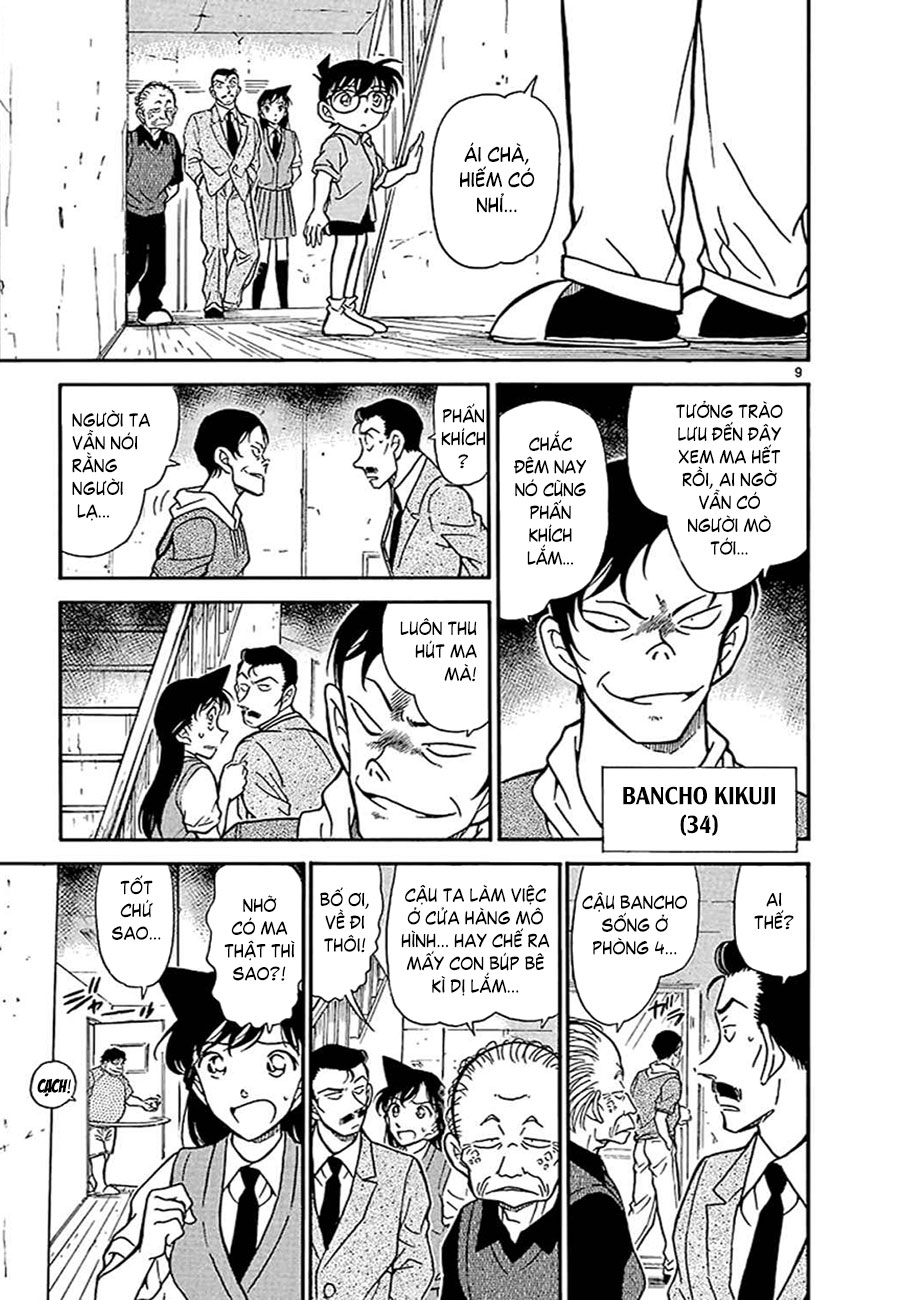 ÁI CHÀ,
HIẾM CÓ
NHỈ...
9
TƯỞNG TRÀO
LƯU ĐẾN ĐÂY
XEM MA HẾT
RỒI, AI NGỜ
VẪN CÓ
NGƯỜI MÒ
TỚI...
CHẮC
ĐÊM NAY
NÓ CŨNG
PHẤN
KHÍCH
LẮM...
BANCHO KIKUJI
(34)
PHẤN
KHÍCH
?
NGƯỜI TA
VẪN NÓI
RẰNG
NGƯỜI
LẠ...
LUÔN THU
HÚT MA
MÀ!
AI
THẾ?
CẬU BANCHO
SỐNG Ở
PHÒNG 4...
CẬU TA LÀM VIỆC
Ở CỬA HÀNG MÔ
HÌNH... HAY CHẾ RA
MẤY CON BÚP BÊ
KÌ DỊ LẮM...
BỐ ƠI,
VỀ ĐI
THÔI!
NHỜ
CÓ MA
THẬT THÌ
SAO?!
TỐT
CHỨ
SAO...
CẠCH!